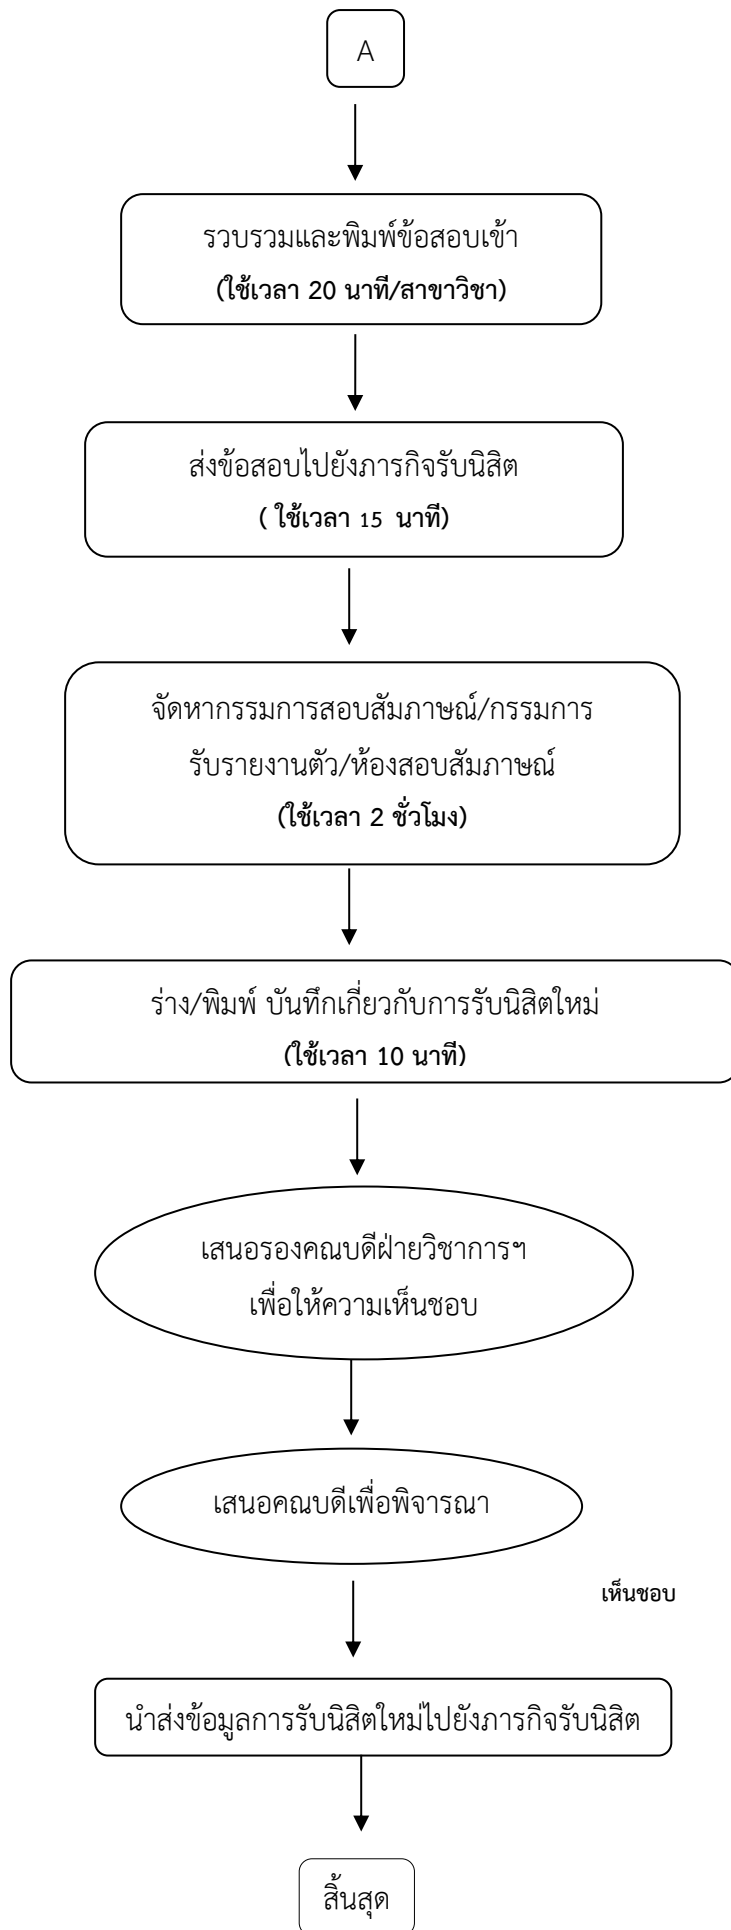 A
รวบรวมและพิมพ์ข้อสอบเข้า
(ใช้เวลา 20 นาที/สาขาวิชา)
ส่งข้อสอบไปยังภารกิจรับนิสิต
( ใช้เวลา 15 นาที)
จัดหากรรมการสอบสัมภาษณ์/กรรมการ
รับรายงานตัว/ห้องสอบสัมภาษณ์
(ใช้เวลา 2 ชั่วโมง)
ร่าง/พิมพ์ บันทึกเกี่ยวกับการรับนิสิตใหม่
(ใช้เวลา 10 นาที)
เสนอรองคณบดีฝ่ายวิชาการฯ
เพื่อให้ความเห็นชอบ
เสนอคณบดีเพื่อพิจารณา
เห็นชอบ
นำส่งข้อมูลการรับนิสิตใหม่ไปยังภารกิจรับนิสิต
สิ้นสุด